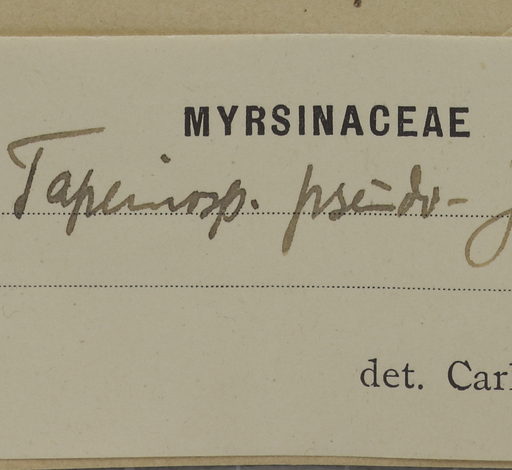 MYRSINACEAE
Tapeinosp. pseudo-
det. Carl